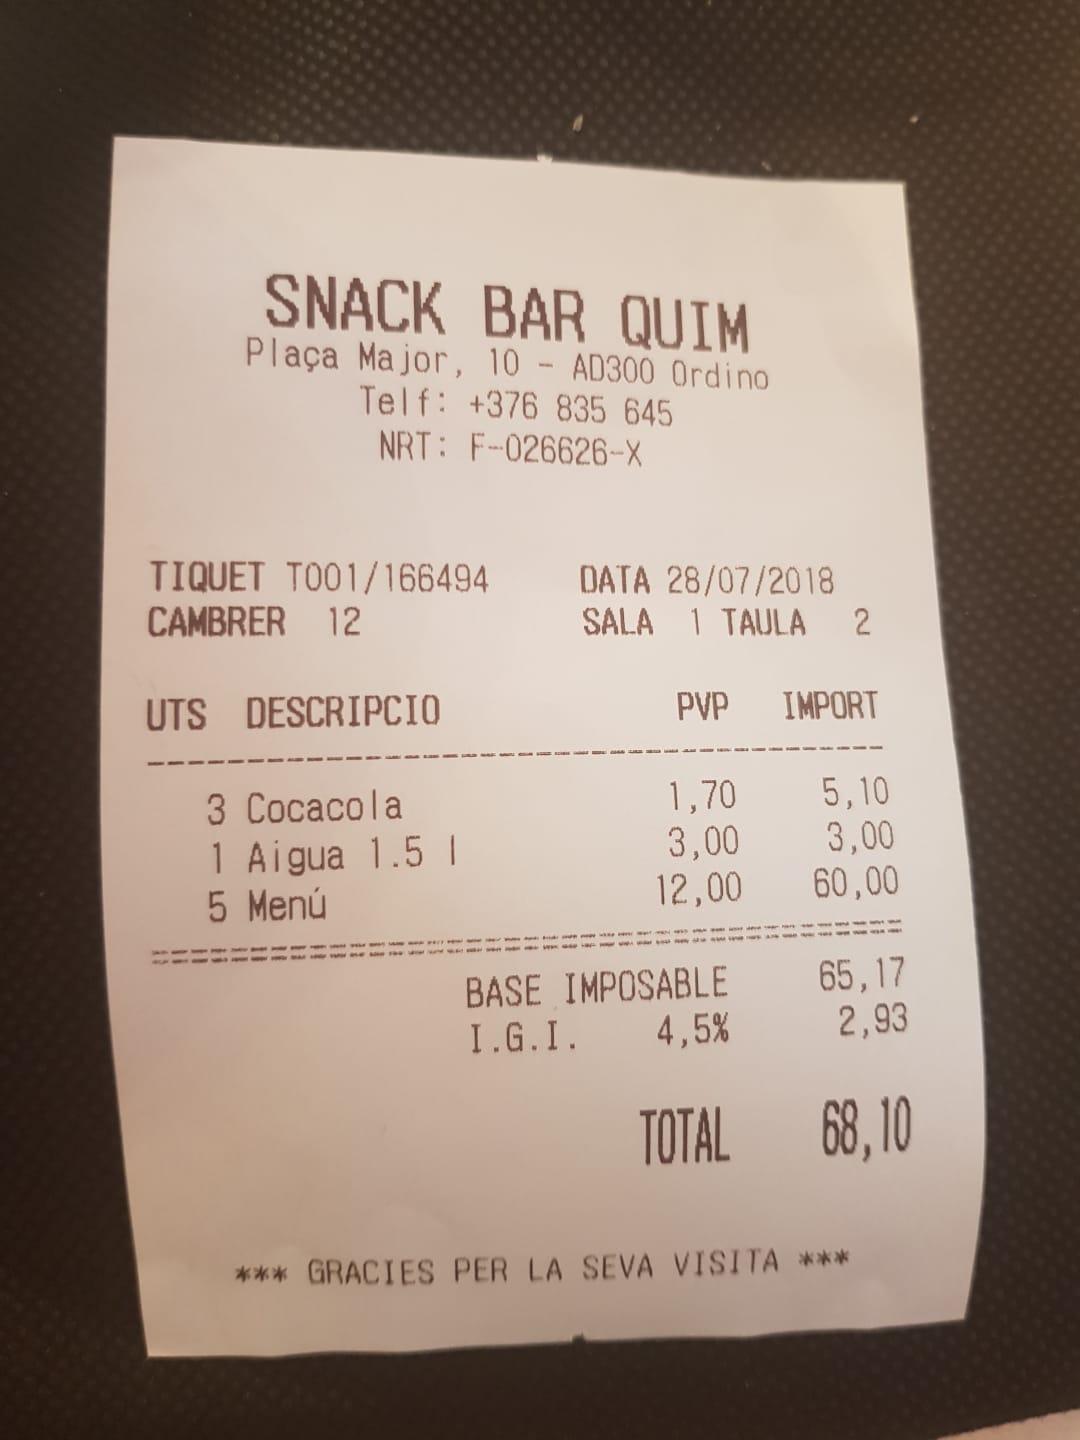 SNACK BAR QUIM
Plaça Major, 10 - AD300 Ordino
Telf: +376 835 645
NRT: F-026626-X
TIQUET T001/166494 DATA 28/07/2018
CAMBRER 12 SALA 1 TAULA 2
UTS DESCRIPCIO PVP IMPORT
3 Cocacola 1,70 5,10
1 Aigua 1.5 l 3,00 3,00
5 Menú 12,00 60,00
BASE IMPOSABLE 65,17
I.G.I. 4,5% 2,93
TOTAL 68,10
*** GRACIES PER LA SEVA VISITA ***